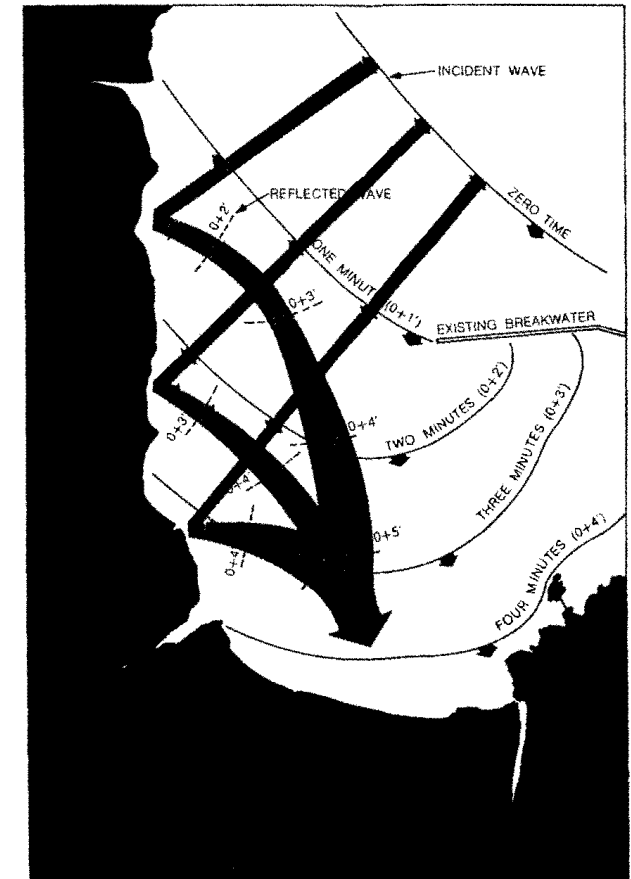 INCIDENT WAVE
REFLECTED WAVE
0+2'
ZERO TIME
ONE MINUTE (0+1')
0+3'
EXISTING BREAKWATER
TWO MINUTES (0+2')
0+3'
0+4'
THREE MINUTES (0+3')
0+4'
0+4'
0+5'
FOUR MINUTES (0+4')